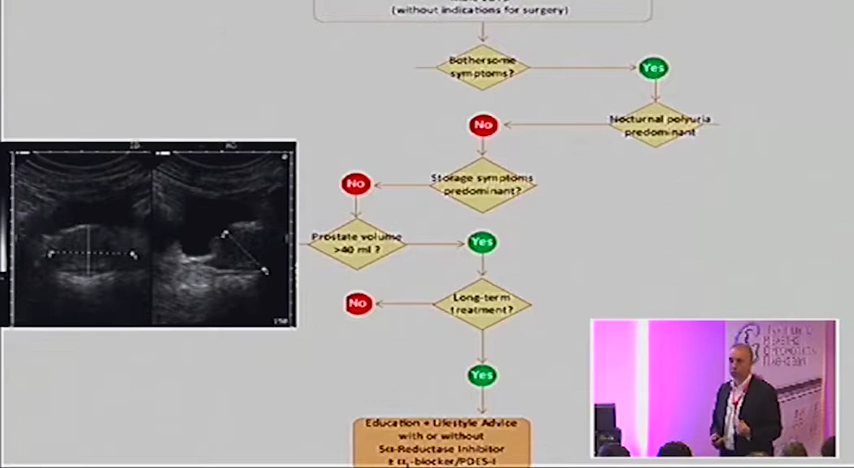 (without indications for surgery)
Bothersome
symptoms?
Yes
Nocturnal polyuria
predominant
No
Storage symptoms
predominant?
No
Prostate volume
>40 ml ?
Yes
Long-term
treatment?
No
Yes
Education + Lifestyle Advice
with or without
5α-Reductase Inhibitor
± α₁-blocker/PDE5-I